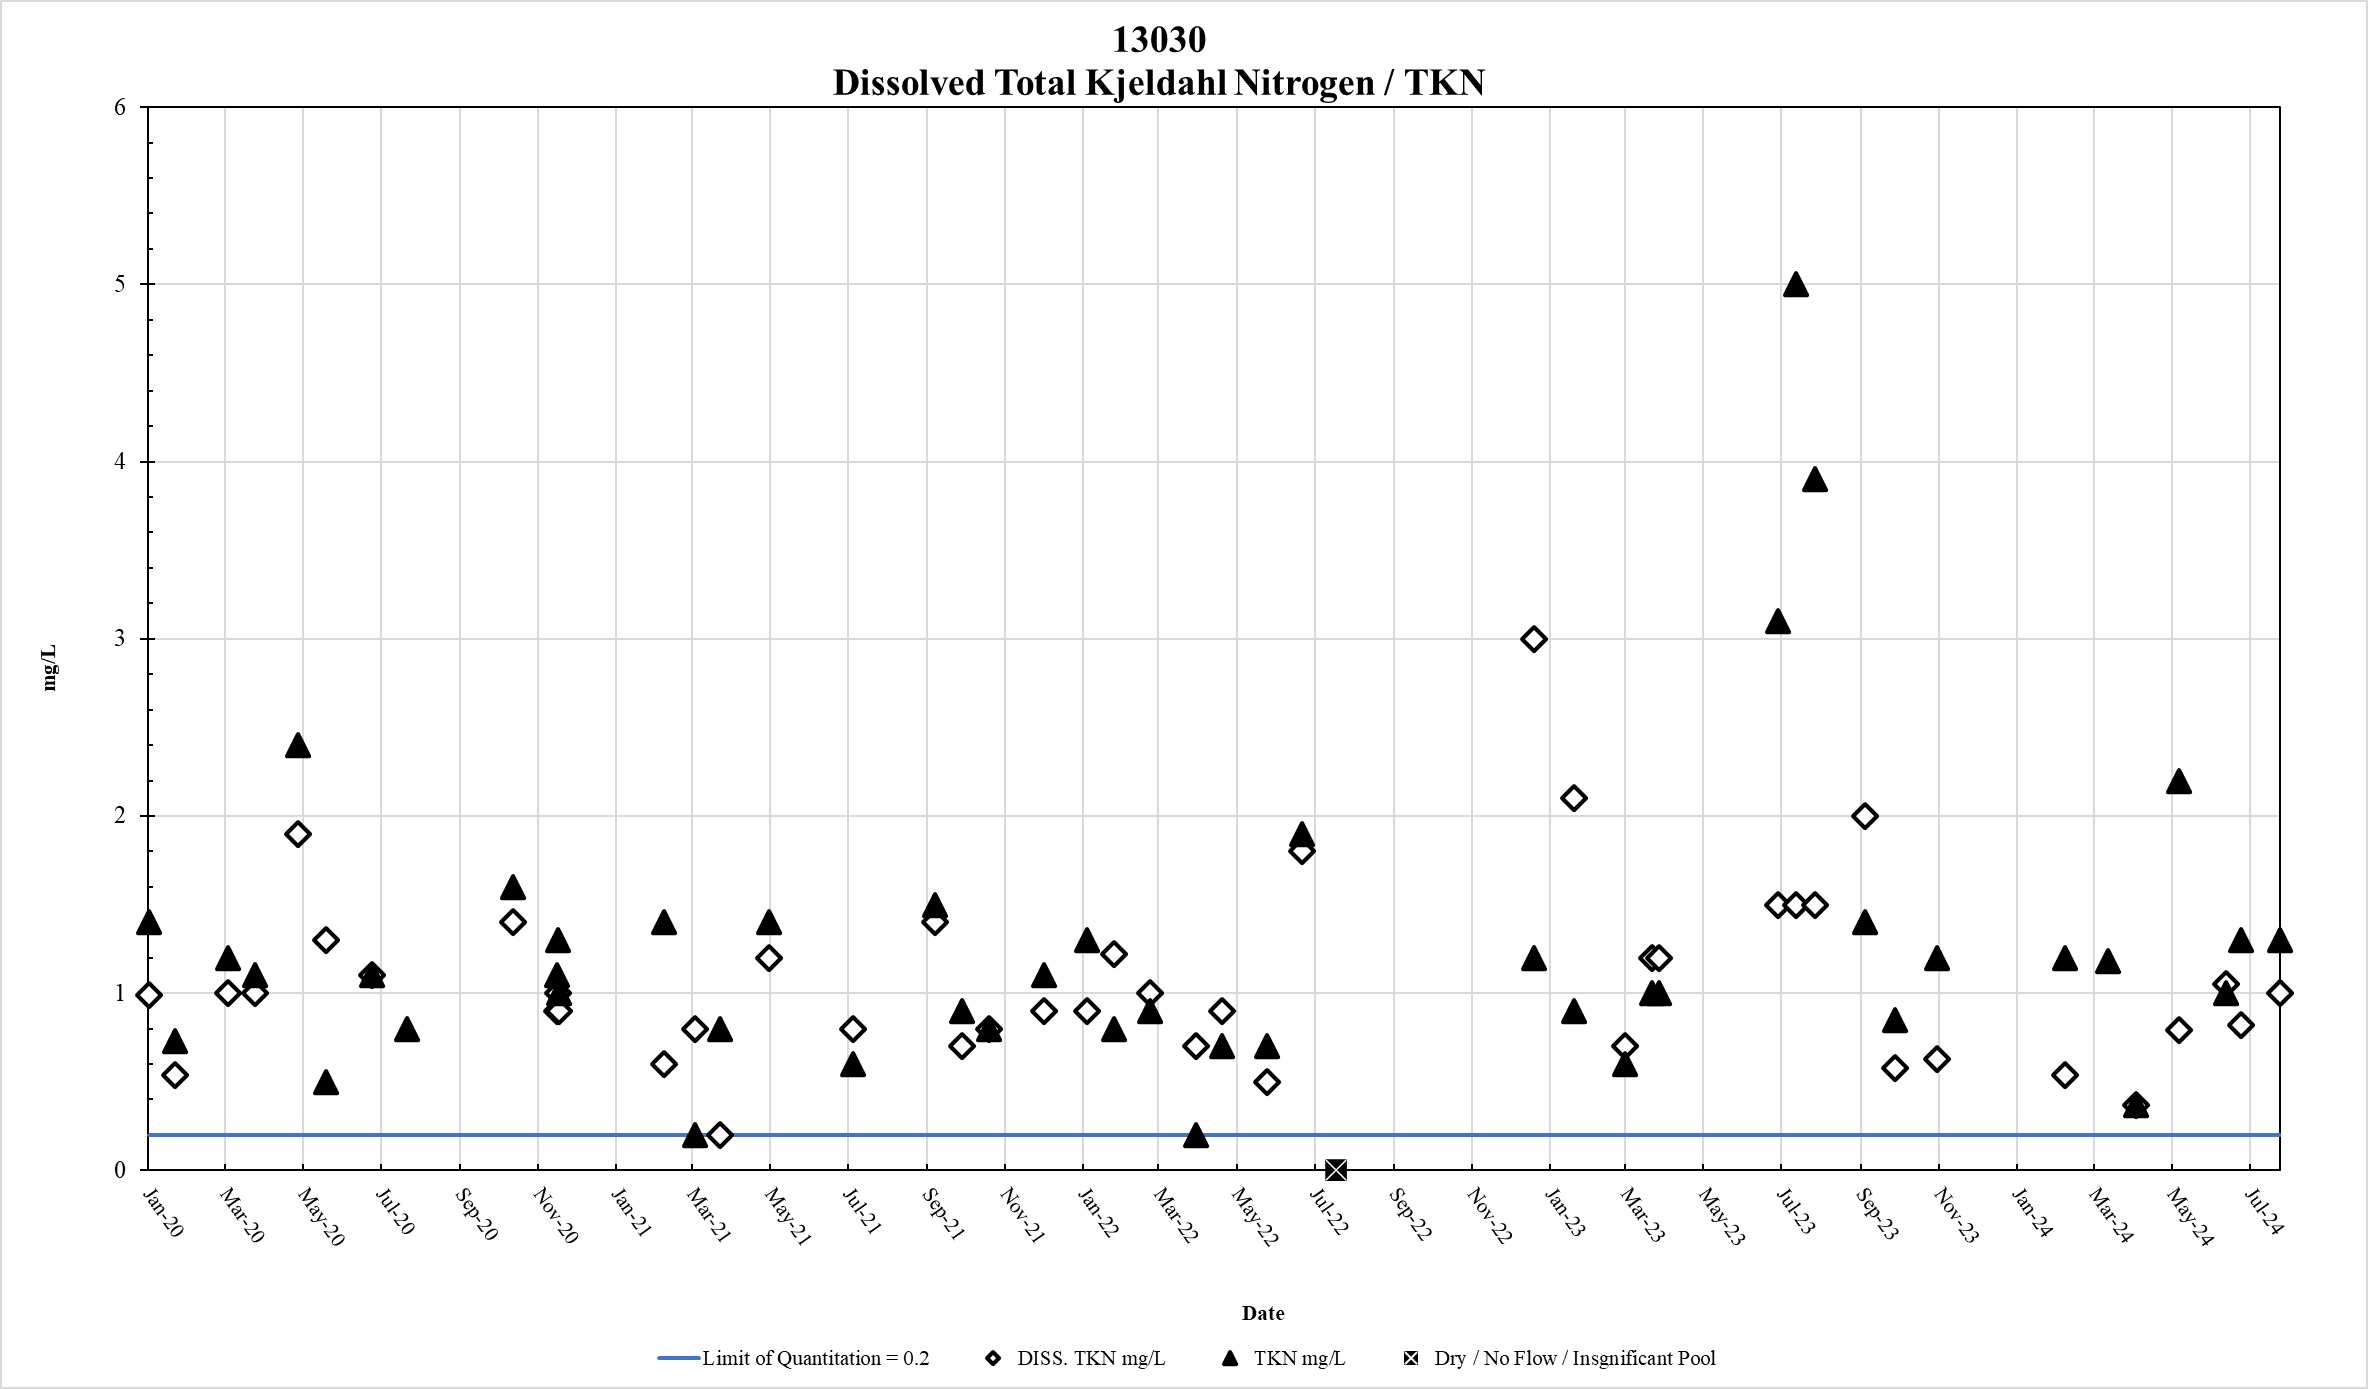 13030
Dissolved Total Kjeldahl Nitrogen / TKN
6
5
4
3
2
1
0
mg/L
Jan-20
Mar-20
May-20
Jul-20
Sep-20
Nov-20
Jan-21
Mar-21
May-21
Jul-21
Sep-21
Nov-21
Jan-22
Mar-22
May-22
Jul-22
Sep-22
Nov-22
Jan-23
Mar-23
May-23
Jul-23
Sep-23
Nov-23
Jan-24
Mar-24
May-24
Jul-24
Date
Limit of Quantitation = 0.2
DISS. TKN mg/L
TKN mg/L
Dry / No Flow / Insgnificant Pool